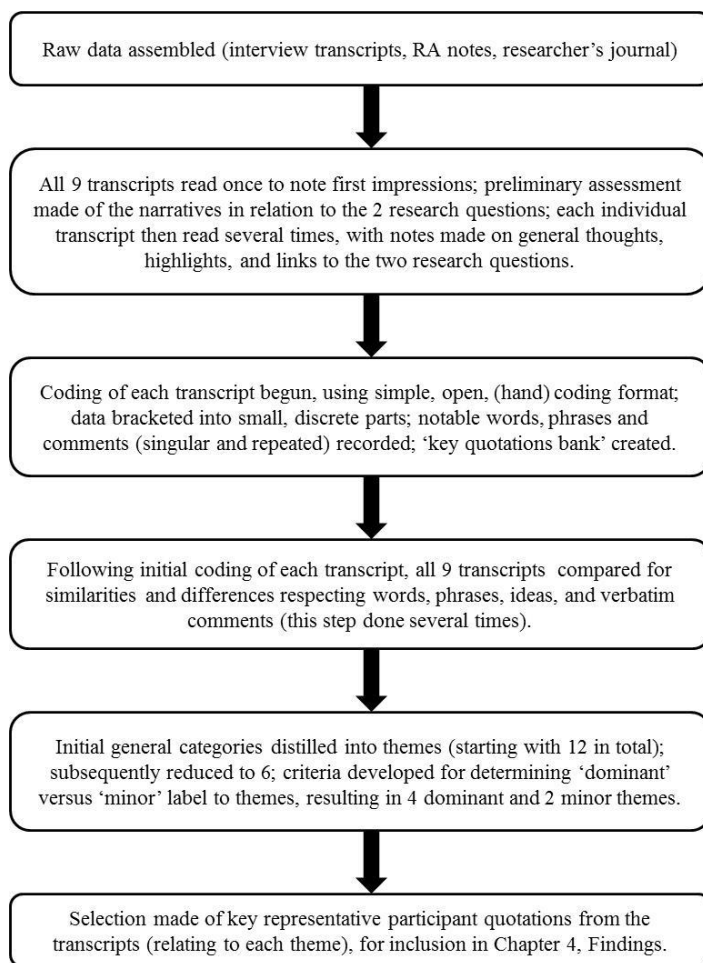 Raw data assembled (interview transcripts, RA notes, researcher's journal)
All 9 transcripts read once to note first impressions; preliminary assessment
made of the narratives in relation to the 2 research questions; each individual
transcript then read several times, with notes made on general thoughts,
highlights, and links to the two research questions.
Coding of each transcript begun, using simple, open, (hand) coding format;
data bracketed into small, discrete parts; notable words, phrases and
comments (singular and repeated) recorded; ‘key quotations bank’ created.
Following initial coding of each transcript, all 9 transcripts compared for
similarities and differences respecting words, phrases, ideas, and verbatim
comments (this step done several times).
Initial general categories distilled into themes (starting with 12 in total);
subsequently reduced to 6; criteria developed for determining ‘dominant’
versus ‘minor’ label to themes, resulting in 4 dominant and 2 minor themes.
Selection made of key representative participant quotations from the
transcripts (relating to each theme), for inclusion in Chapter 4, Findings.